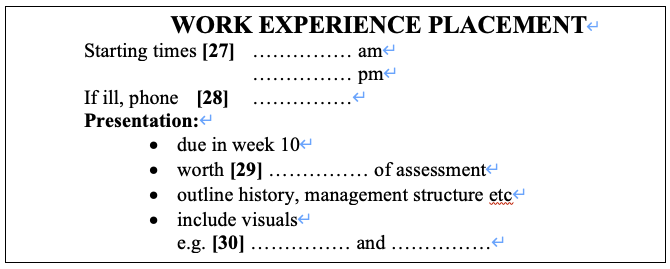 WORK EXPERIENCE PLACEMENT
Starting times [27] …………… am
…………… pm
If ill, phone [28] ……………
Presentation:
• due in week 10
• worth [29] …………… of assessment
• outline history, management structure etc
• include visuals
e.g. [30] …………… and ……………